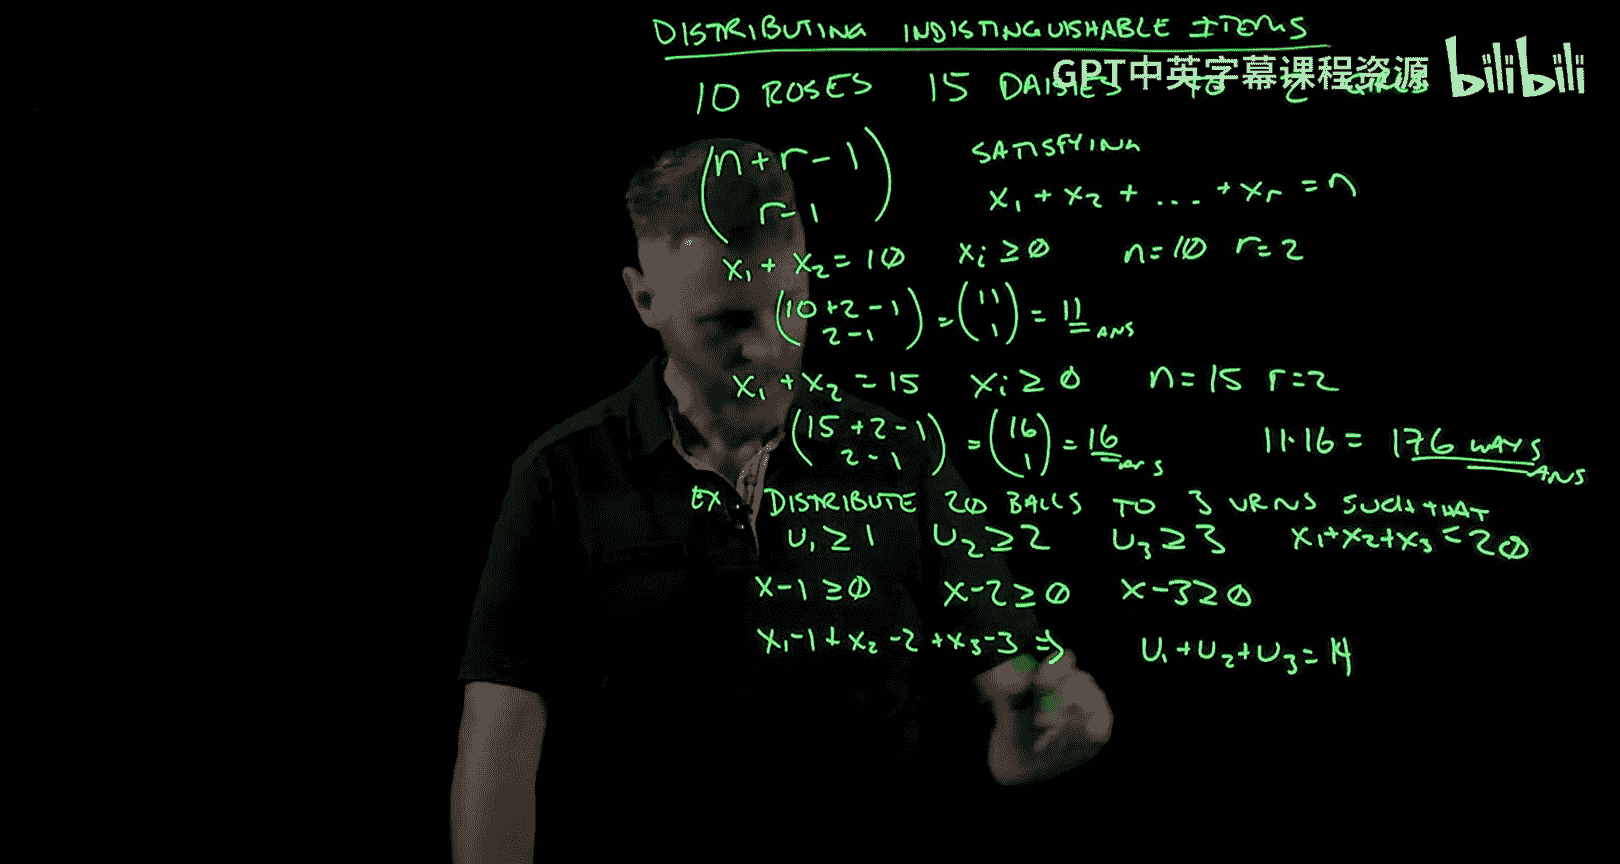 DISTRIBUTING INDISTINGUISHABLE ITEMS
GPT中英字幕课程资源 bilibili
10 ROSES 15 DAISIES TO 2
(n+r-1 r-1) SATISFYING
x₁ + x₂ + ... + xᵣ = n
x₁ + x₂ = 10 xᵢ ≥ 0 n=10 r=2
(10+2-1 2-1) = (11 1) = 11 ANS
x₁ + x₂ = 15 xᵢ ≥ 0 n=15 r=2
(15+2-1 2-1) = (16 1) = 16 ANS 11·16 = 176 WAYS ANS
EX. DISTRIBUTE 20 BALLS TO 3 URNS SUCH THAT
U₁ ≥ 1 U₂ ≥ 2 U₃ ≥ 3 x₁+x₂+x₃ = 20
x-1 ≥ 0 x-2 ≥ 0 x-3 ≥ 0
x₁-1 + x₂-2 + x₃-3 ⇒ U₁+U₂+U₃ = 14